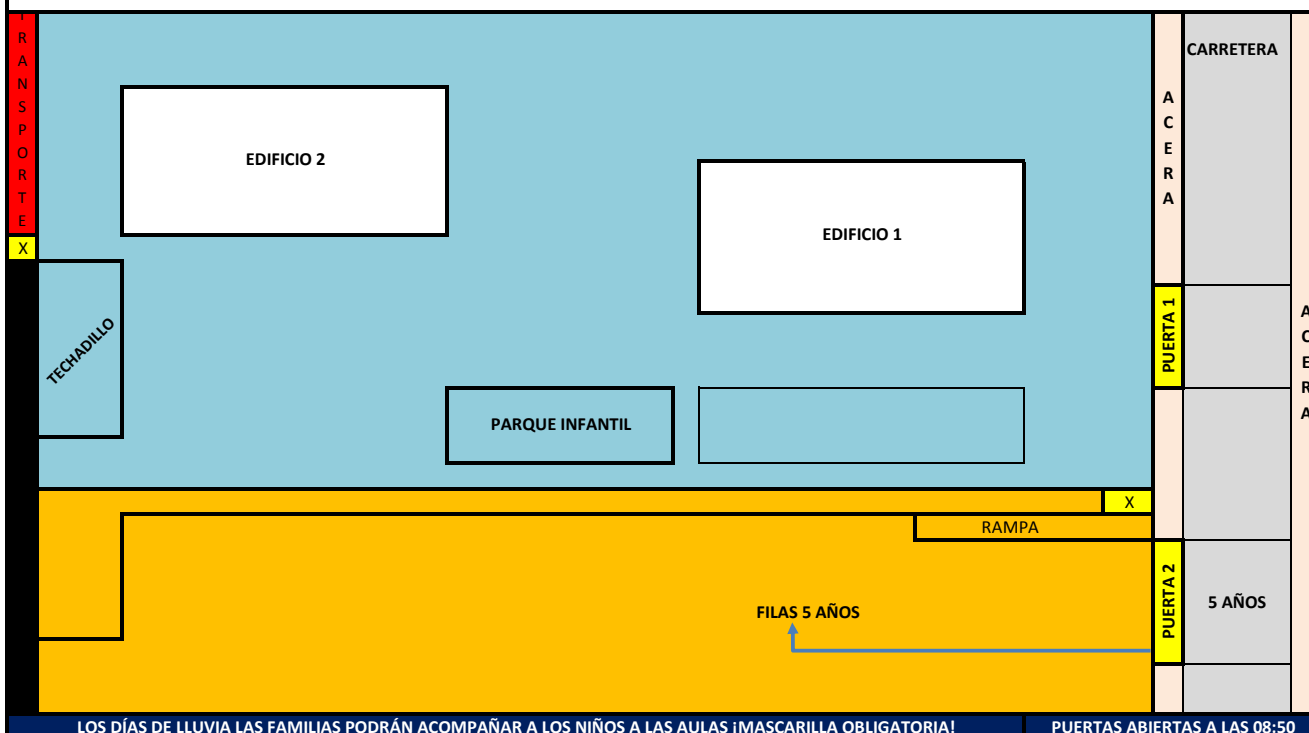 TRANSPORTE
CARRETERA
ACERA
EDIFICIO 2
EDIFICIO 1
X
TECHADILLO
PUERTA 1
ACERA
PARQUE INFANTIL
X
RAMPA
PUERTA 2
5 AÑOS
FILAS 5 AÑOS
LOS DÍAS DE LLUVIA LAS FAMILIAS PODRÁN ACOMPAÑAR A LOS NIÑOS A LAS AULAS ¡MASCARILLA OBLIGATORIA!
PUERTAS ABIERTAS A LAS 08:50